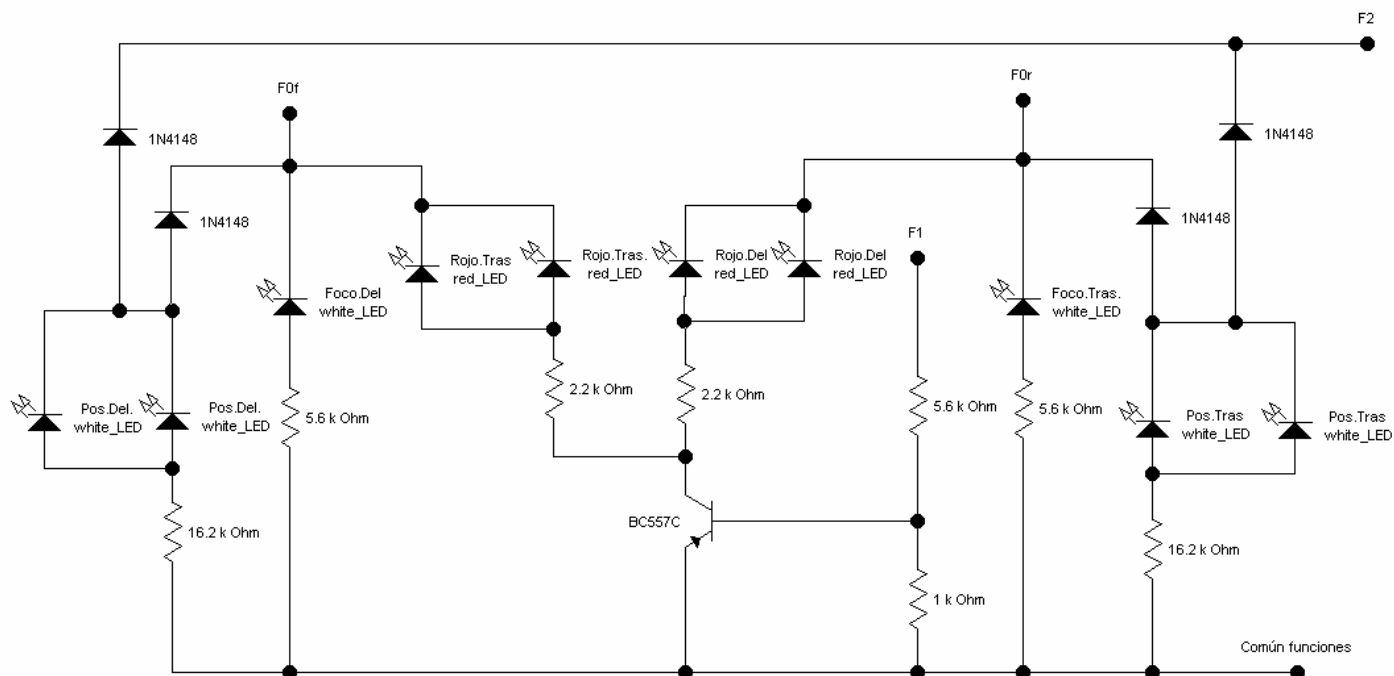 F2
F0f
F0r
1N4148
1N4148
1N4148
1N4148
F1
Rojo.Tras
red_LED
Rojo.Tras.
red_LED
Rojo.Del
red_LED
Rojo.Del
red_LED
Foco.Del
white_LED
Foco.Tras.
white_LED
2.2 k Ohm
2.2 k Ohm
Pos.Del.
white_LED
Pos.Del.
white_LED
5.6 k Ohm
5.6 k Ohm
5.6 k Ohm
Pos.Tras
white_LED
Pos.Tras
white_LED
BC557C
16.2 k Ohm
16.2 k Ohm
1 k Ohm
Común funciones